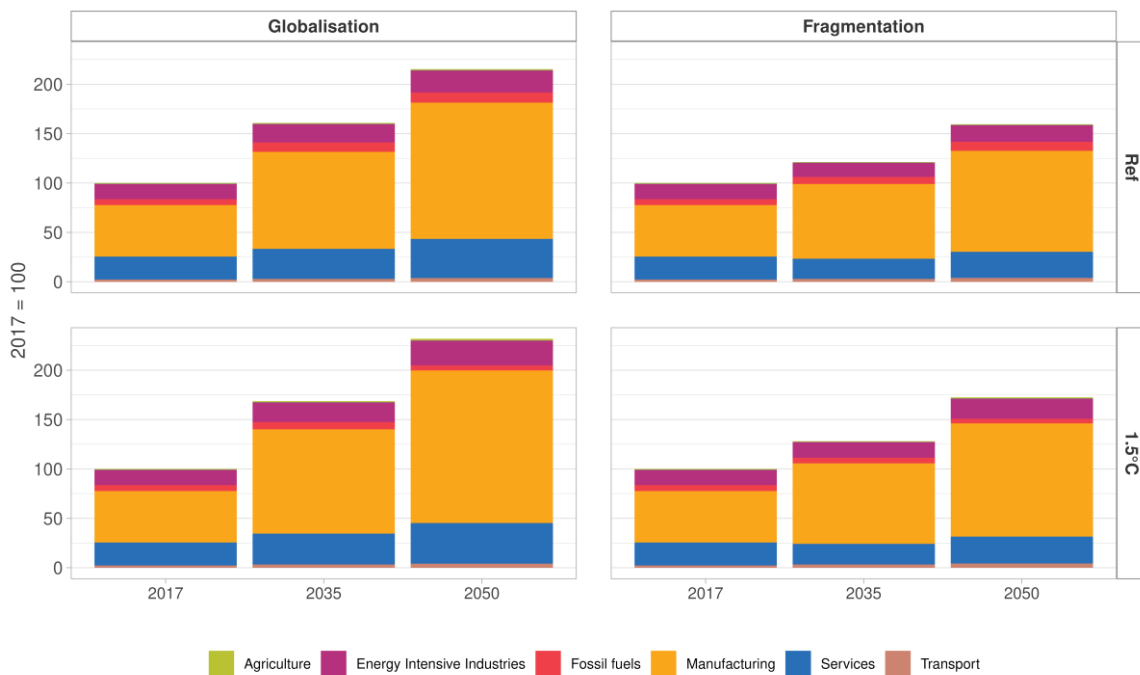 Globalisation
Fragmentation
200
150
100
50
0
Ref
2017 = 100
200
150
100
50
0
1.5°C
2017 2035 2050
2017 2035 2050
Agriculture Energy Intensive Industries Fossil fuels Manufacturing Services Transport